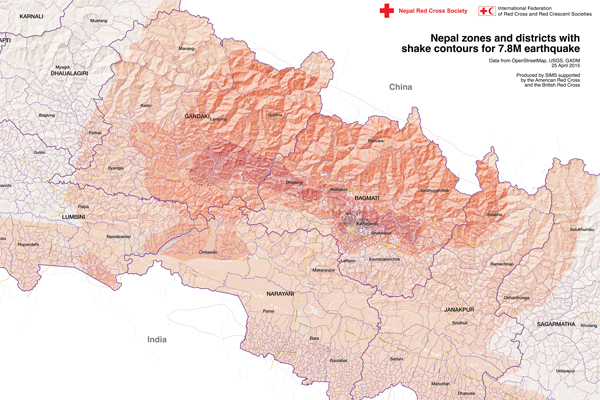 Nepal Red Cross Society
International Federation
of Red Cross and Red Crescent Societies
Nepal zones and districts with
shake contours for 7.8M earthquake
Data from OpenStreetMap, USGS, GADM
25 April 2015
Produced by SIMS supported
by the American Red Cross
and the British Red Cross
KARNALI
Mustang
APTI
Manang
Myagdi
DHAULAGIRI
China
Kaski
GANDAKI
Lamjung
Gorkha
Baglung
Parbat
Rasuwa
Gulmi
Syangja
Dhading
Nuwakot
Sindhupalchok
BAGMATI
Palpa
LUMBINI
Kathmandu
Dolakha
Bhaktapur
Solukhumbu
Nawalparasi
Rupandehi
Chitawan
Lalitpur
Kavrepalanchok
Ramechhap
Makwanpur
NARAYANI
Okhaldhunga
Parsa
JANAKPUR
Sindhuli
SAGARMATHA
Khotang
India
Bara
Rautahat
Sarlahi
Udayapur
Mahottari
Dhanusa